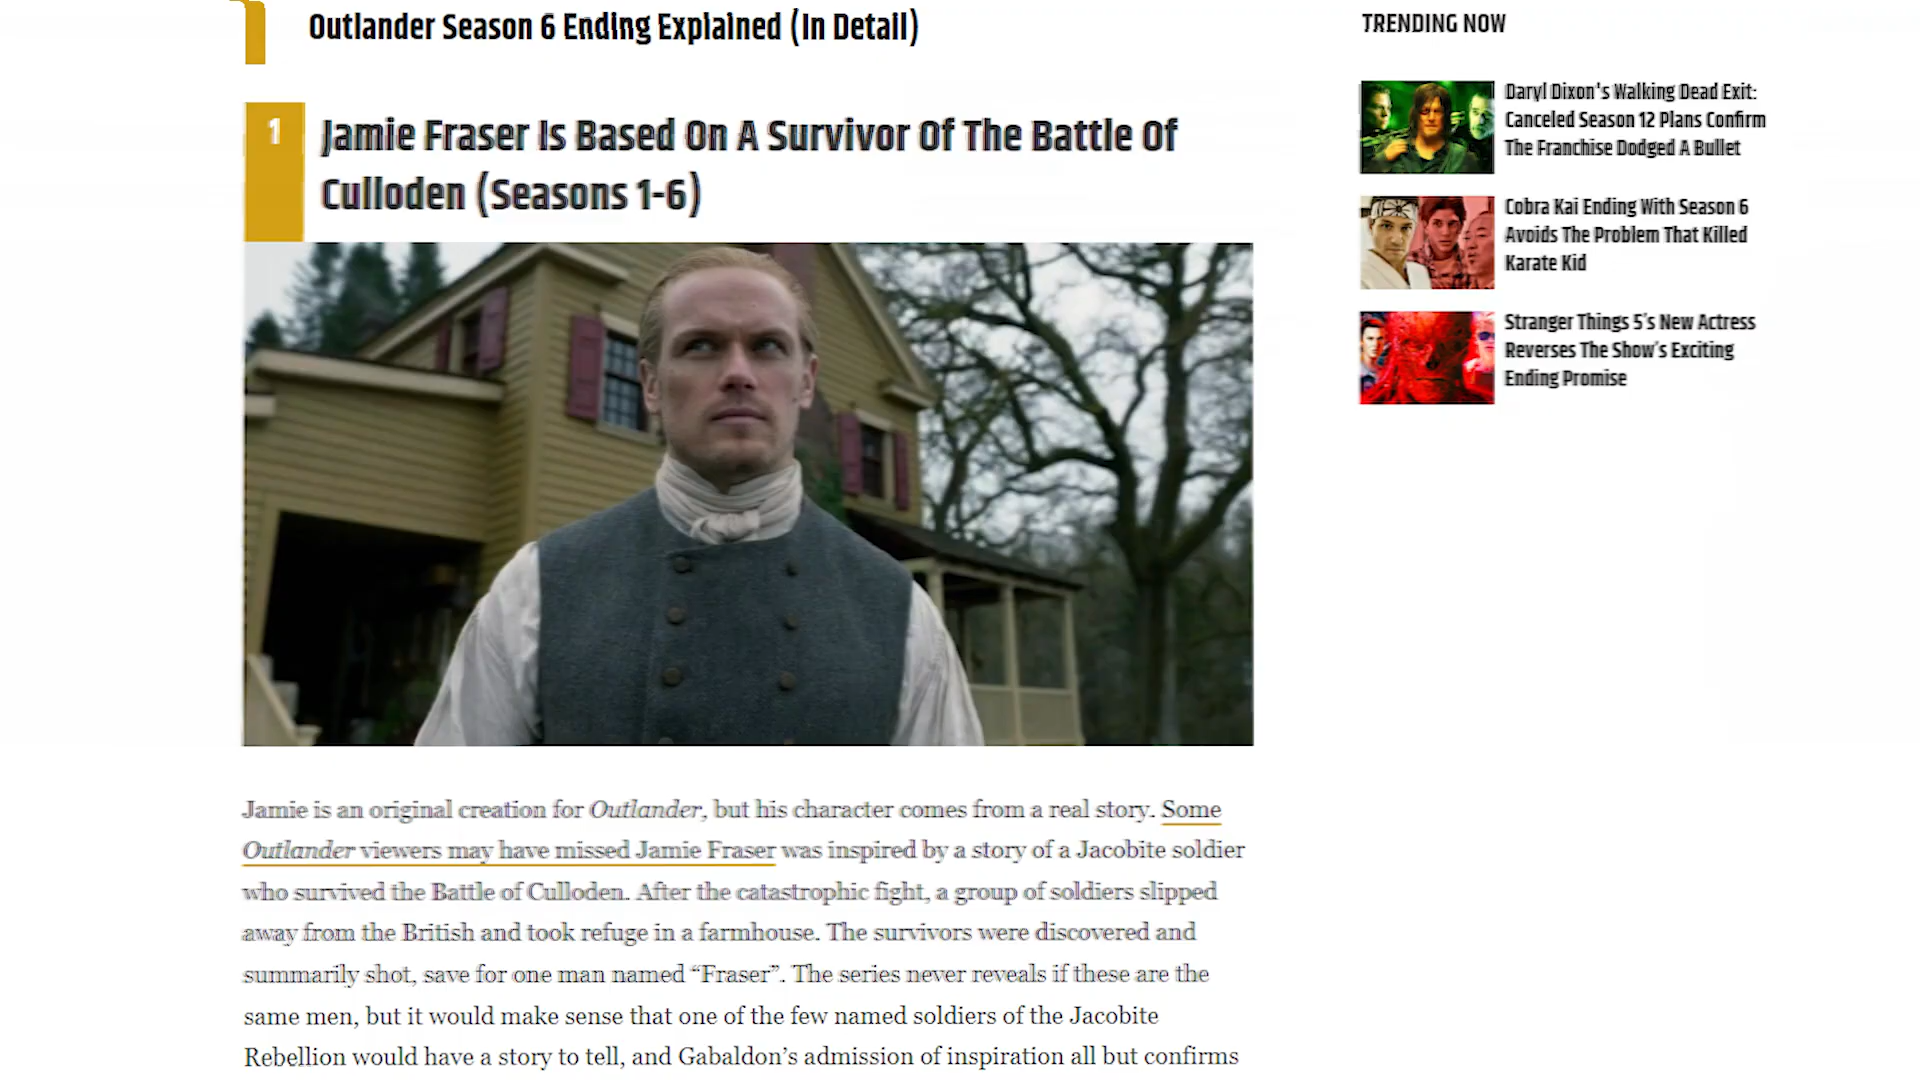 Outlander Season 6 Ending Explained (In Detail)
1
Jamie Fraser Is Based On A Survivor Of The Battle Of
Culloden (Seasons 1-6)
Jamie is an original creation for Outlander, but his character comes from a real story. Some
Outlander viewers may have missed Jamie Fraser was inspired by a story of a Jacobite soldier
who survived the Battle of Culloden. After the catastrophic fight, a group of soldiers slipped
away from the British and took refuge in a farmhouse. The survivors were discovered and
summarily shot, save for one man named “Fraser”. The series never reveals if these are the
same men, but it would make sense that one of the few named soldiers of the Jacobite
Rebellion would have a story to tell, and Gabaldon’s admission of inspiration all but confirms
TRENDING NOW
Daryl Dixon's Walking Dead Exit:
Canceled Season 12 Plans Confirm
The Franchise Dodged A Bullet
Cobra Kai Ending With Season 6
Avoids The Problem That Killed
Karate Kid
Stranger Things 5's New Actress
Reverses The Show's Exciting
Ending Promise